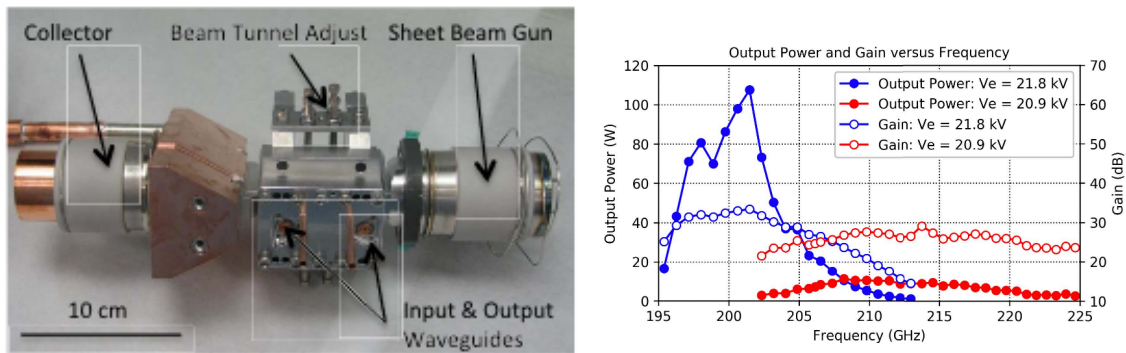 Collector
Beam Tunnel Adjust
Sheet Beam Gun
10 cm
Input & Output
Waveguides
Output Power and Gain versus Frequency
Output Power (W)
120
100
80
60
40
20
0
Output Power: Ve = 21.8 kV
Output Power: Ve = 20.9 kV
Gain: Ve = 21.8 kV
Gain: Ve = 20.9 kV
70
60
50
40
30
20
10
Gain (dB)
195
200
205
210
215
220
225
Frequency (GHz)